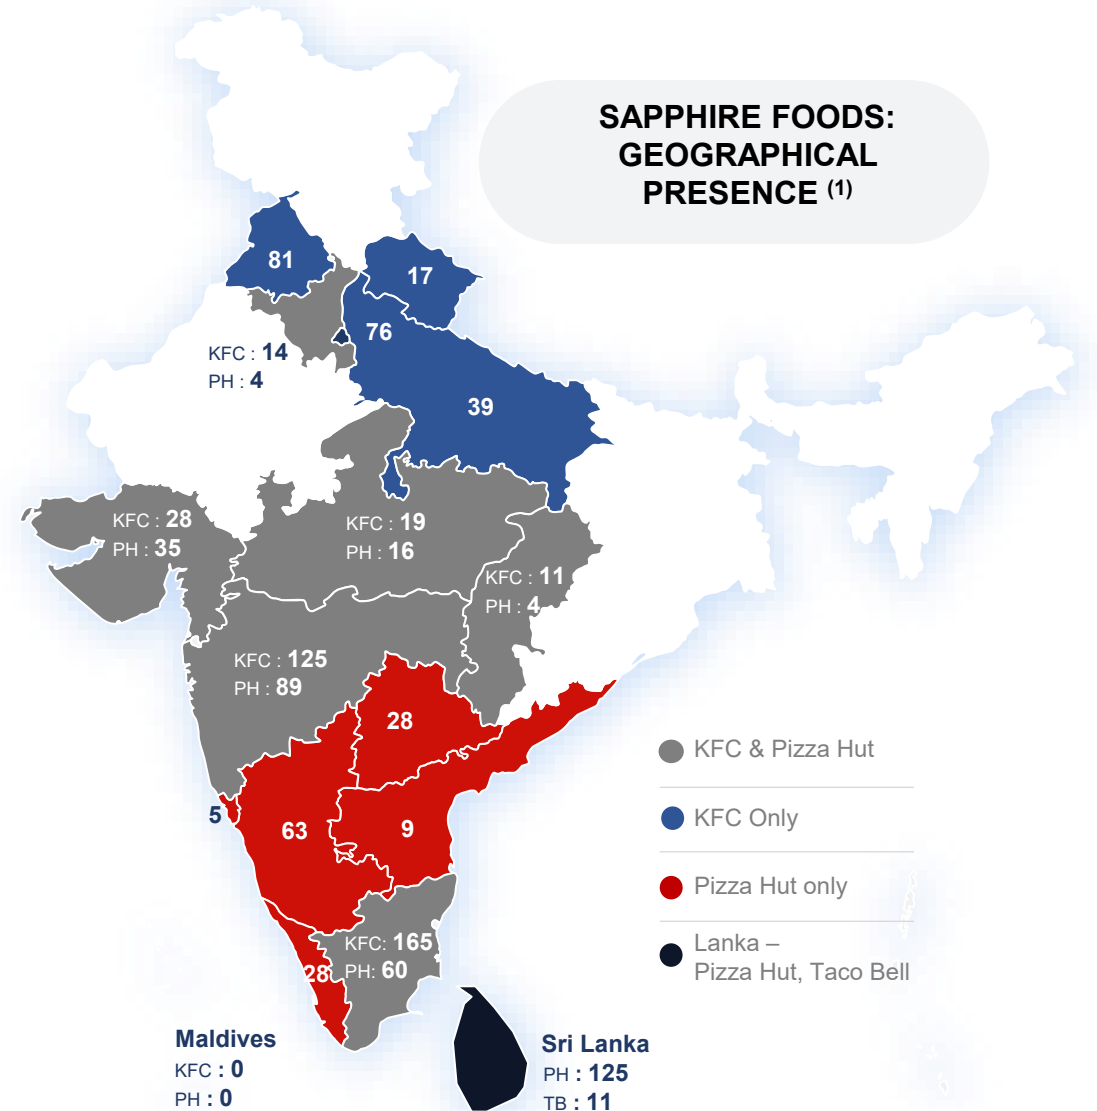 SAPPHIRE FOODS:
GEOGRAPHICAL
PRESENCE (1)
81
17
76
KFC : 14
PH : 4
39
KFC : 28
PH : 35
KFC : 19
PH : 16
KFC : 11
PH : 4
KFC : 125
PH : 89
28
KFC & Pizza Hut
5
63
9
KFC Only
Pizza Hut only
KFC: 165
PH: 60
28
Lanka –
Pizza Hut, Taco Bell
Maldives
KFC : 0
PH : 0
Sri Lanka
PH : 125
TB : 11